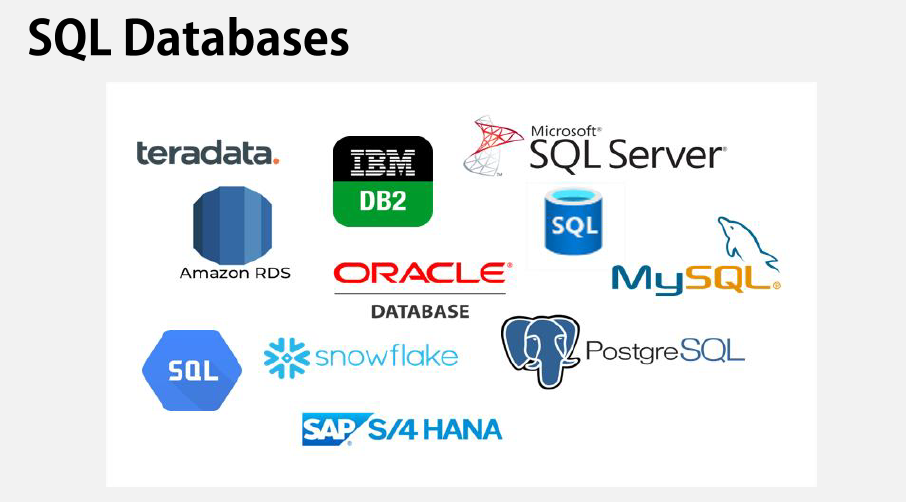 SQL Databases
teradata.
IBM
DB2
Microsoft®
SQL Server®
Amazon RDS
SQL
MySQL®
ORACLE®
DATABASE
SQL
snowflake
PostgreSQL
SAP® S/4 HANA